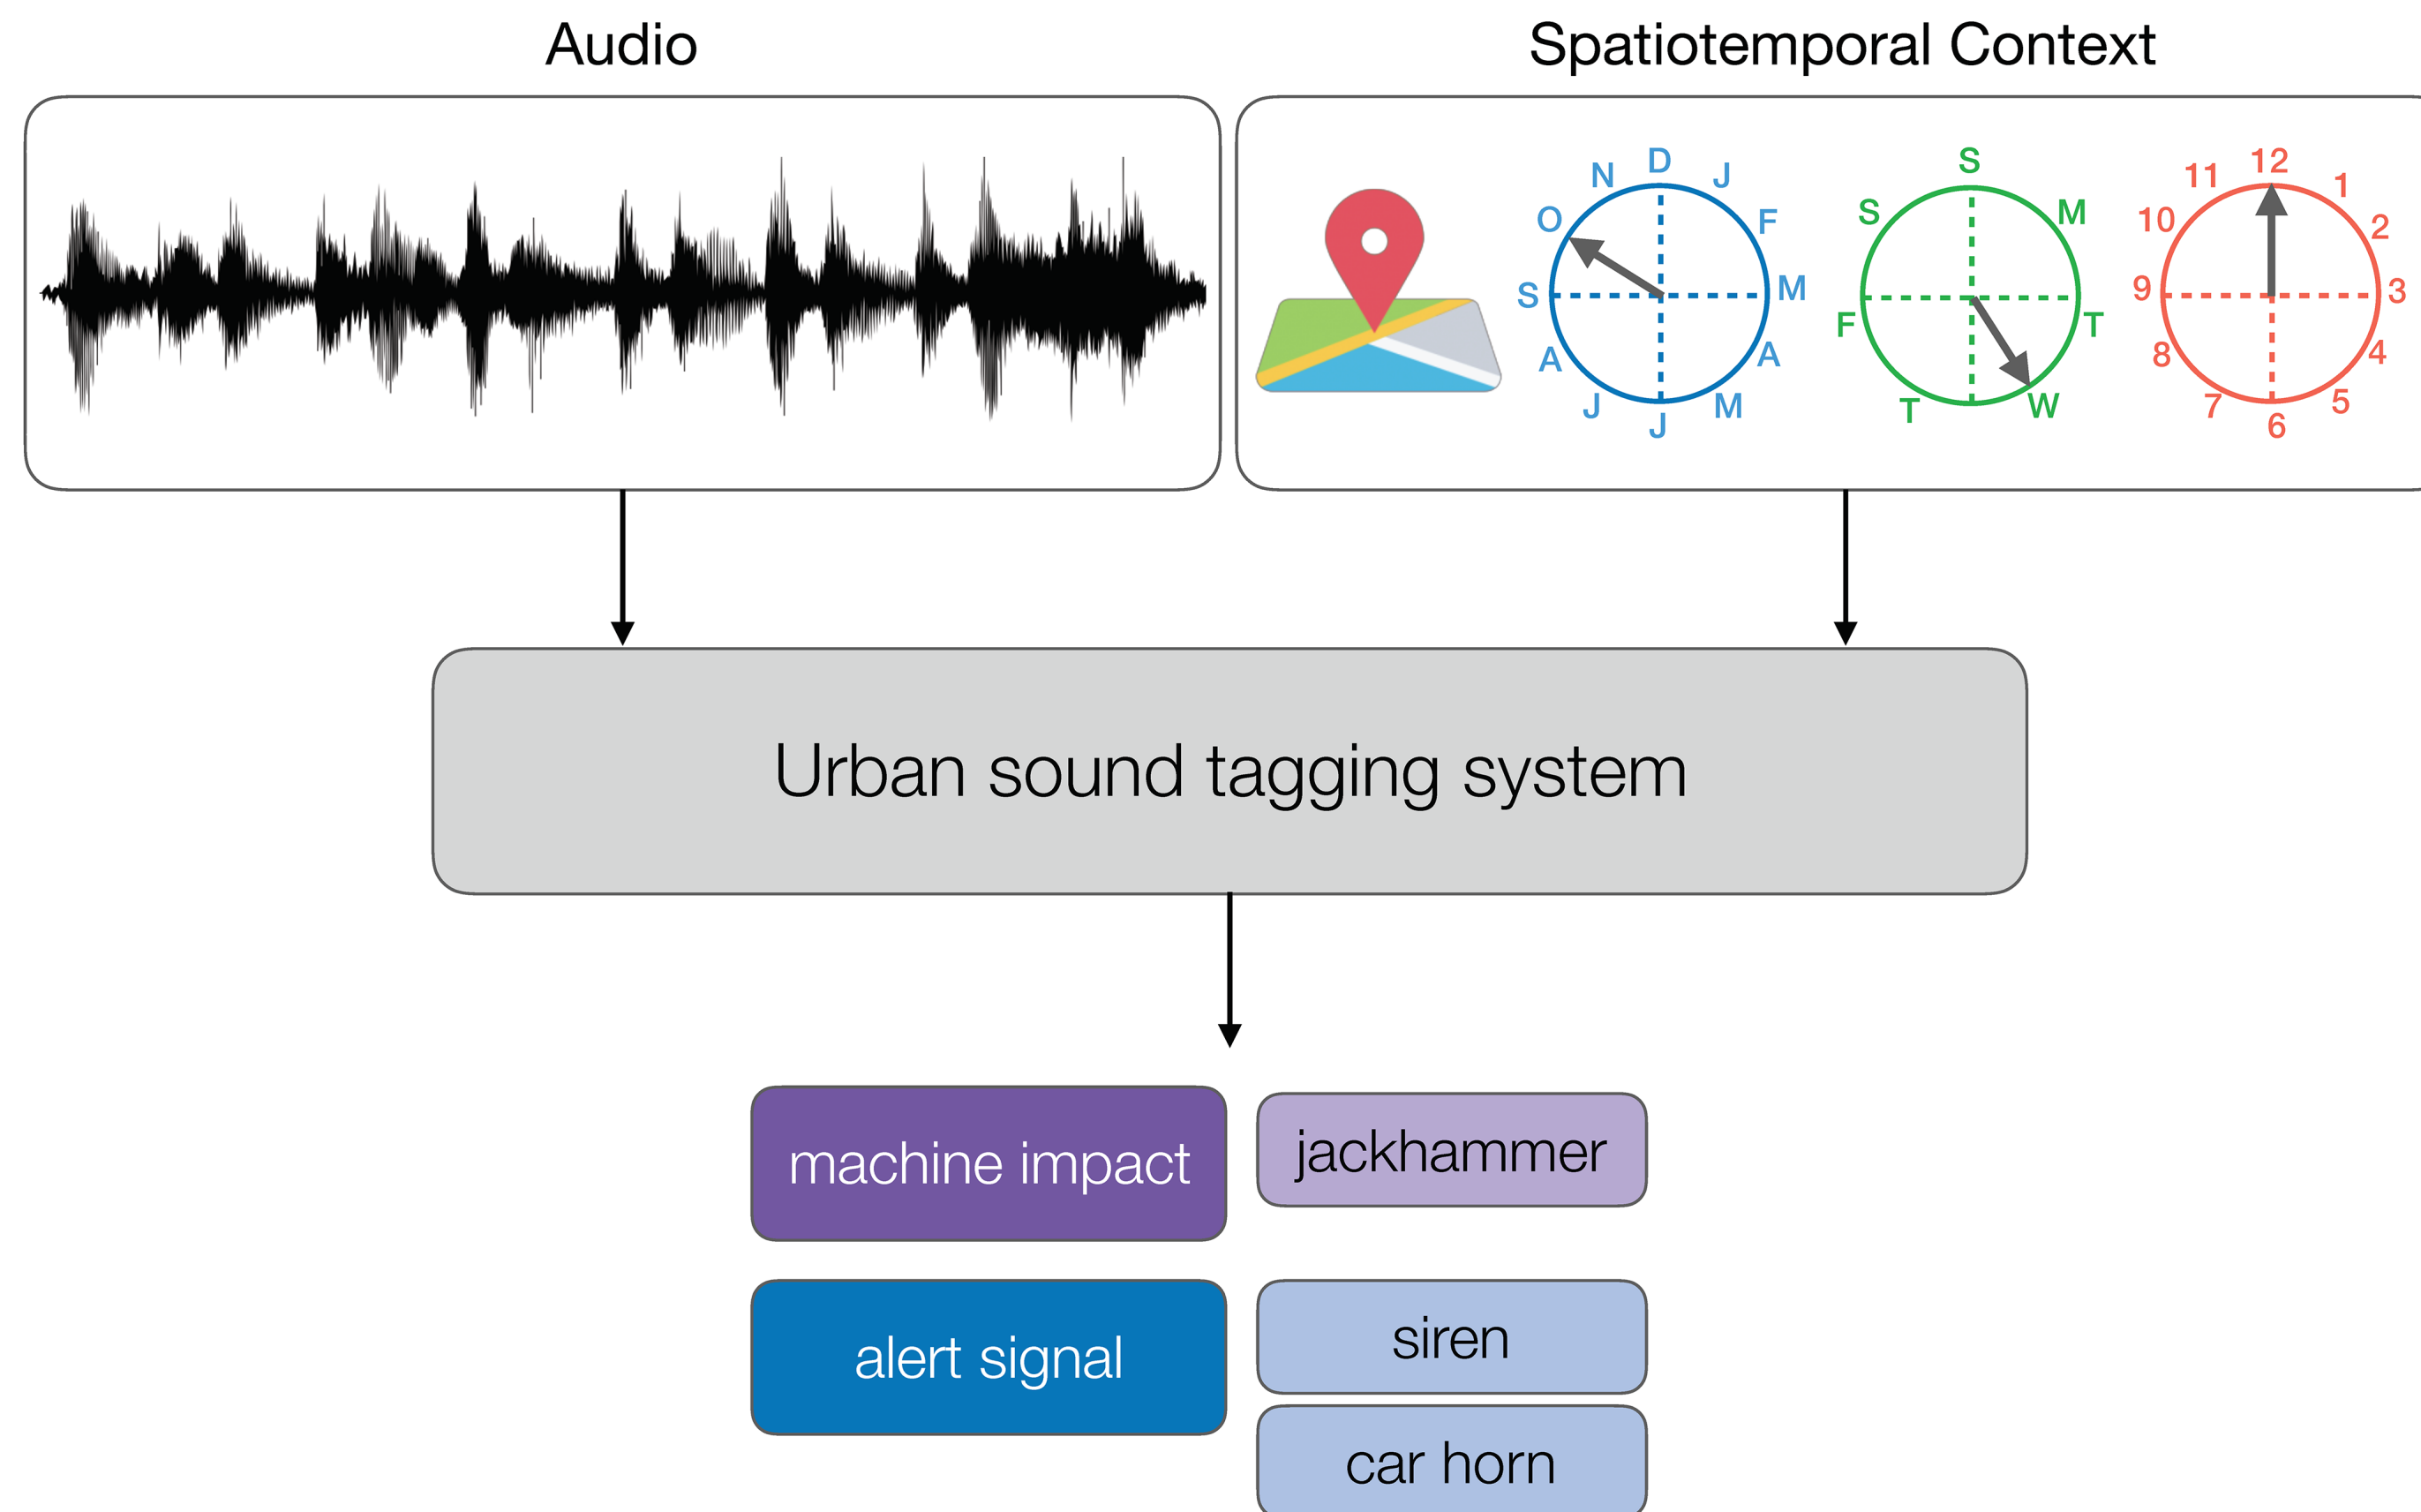 Audio
Spatiotemporal Context
D
J
F
M
A
M
J
J
A
S
O
N
S
M
T
W
T
F
S
12
1
2
3
4
5
6
7
8
9
10
11
Urban sound tagging system
machine impact
jackhammer
alert signal
siren
car horn